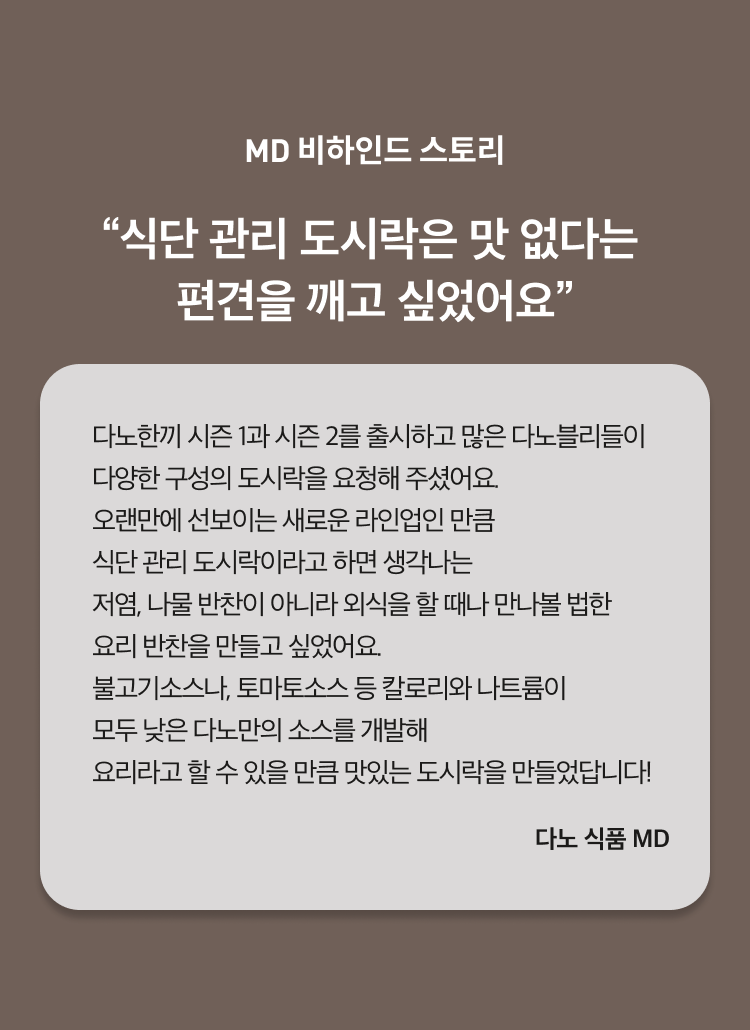 MD 비하인드 스토리
“식단 관리 도시락은 맛 없다는
편견을 깨고 싶었어요”
다노한끼 시즌 1과 시즌 2를 출시하고 많은 다노블리들이
다양한 구성의 도시락을 요청해 주셨어요.
오랜만에 선보이는 새로운 라인업인 만큼
식단 관리 도시락이라고 하면 생각나는
저염, 나물 반찬이 아니라 외식을 할 때나 만나볼 법한
요리 반찬을 만들고 싶었어요.
불고기소스나, 토마토소스 등 칼로리와 나트륨이
모두 낮은 다노만의 소스를 개발해
요리라고 할 수 있을 만큼 맛있는 도시락을 만들었답니다!
다노 식품 MD